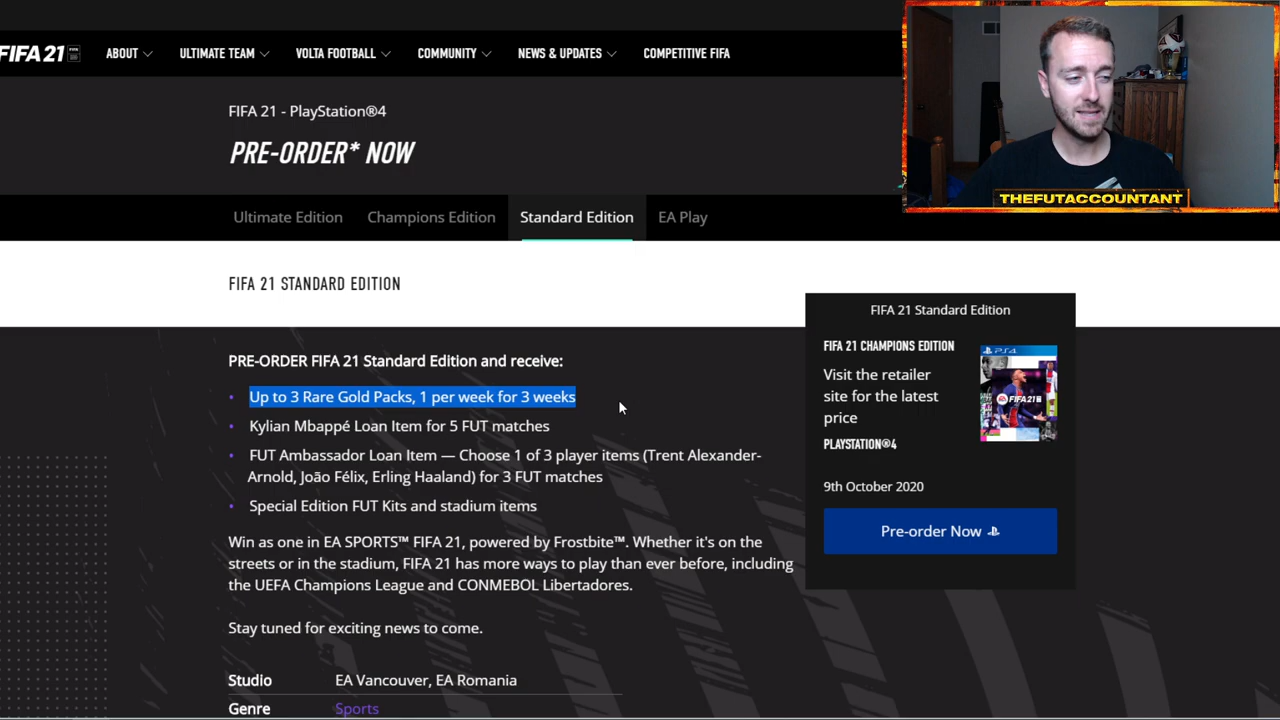 FIFA 21
ABOUT
ULTIMATE TEAM
VOLTA FOOTBALL
COMMUNITY
NEWS & UPDATES
COMPETITIVE FIFA
THEFUTACCOUNTANT
FIFA 21 - PlayStation®4
PRE-ORDER* NOW
Ultimate Edition
Champions Edition
Standard Edition
EA Play
FIFA 21 STANDARD EDITION
PRE-ORDER FIFA 21 Standard Edition and receive:
• Up to 3 Rare Gold Packs, 1 per week for 3 weeks
• Kylian Mbappé Loan Item for 5 FUT matches
• FUT Ambassador Loan Item — Choose 1 of 3 player items (Trent Alexander-
Arnold, João Félix, Erling Haaland) for 3 FUT matches
• Special Edition FUT Kits and stadium items
Win as one in EA SPORTS™ FIFA 21, powered by Frostbite™. Whether it's on the
streets or in the stadium, FIFA 21 has more ways to play than ever before, including
the UEFA Champions League and CONMEBOL Libertadores.
Stay tuned for exciting news to come.
Studio EA Vancouver, EA Romania
Genre Sports
FIFA 21 Standard Edition
FIFA 21 CHAMPIONS EDITION
Visit the retailer
site for the latest
price
PLAYSTATION®4
PS4
FIFA 21
9th October 2020
Pre-order Now